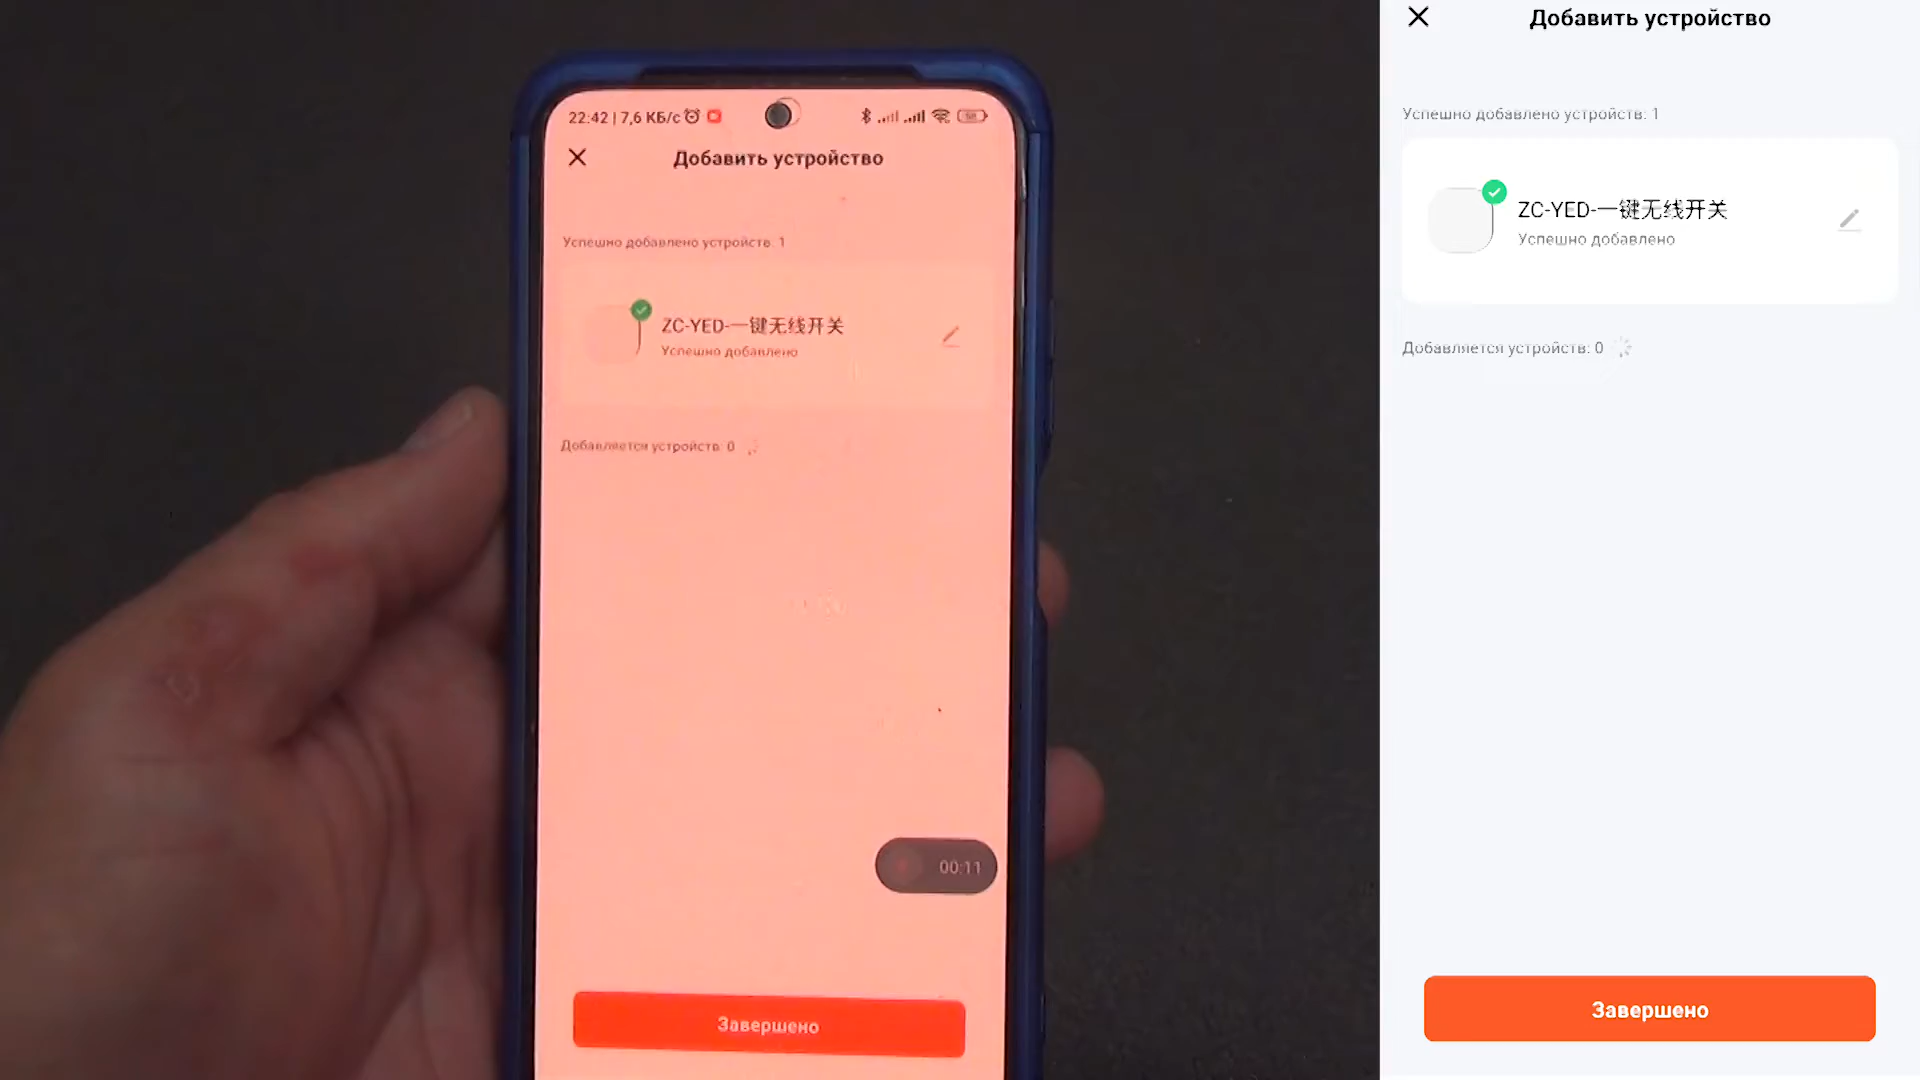 22:42 | 7,6 КБ/с
58
Добавить устройство
Успешно добавлено устройств: 1
ZC-YED-一键无线开关
Успешно добавлено
Добавляется устройств: 0
00:11
Завершено
Добавить устройство
Успешно добавлено устройств: 1
ZC-YED-一键无线开关
Успешно добавлено
Добавляется устройств: 0
Завершено